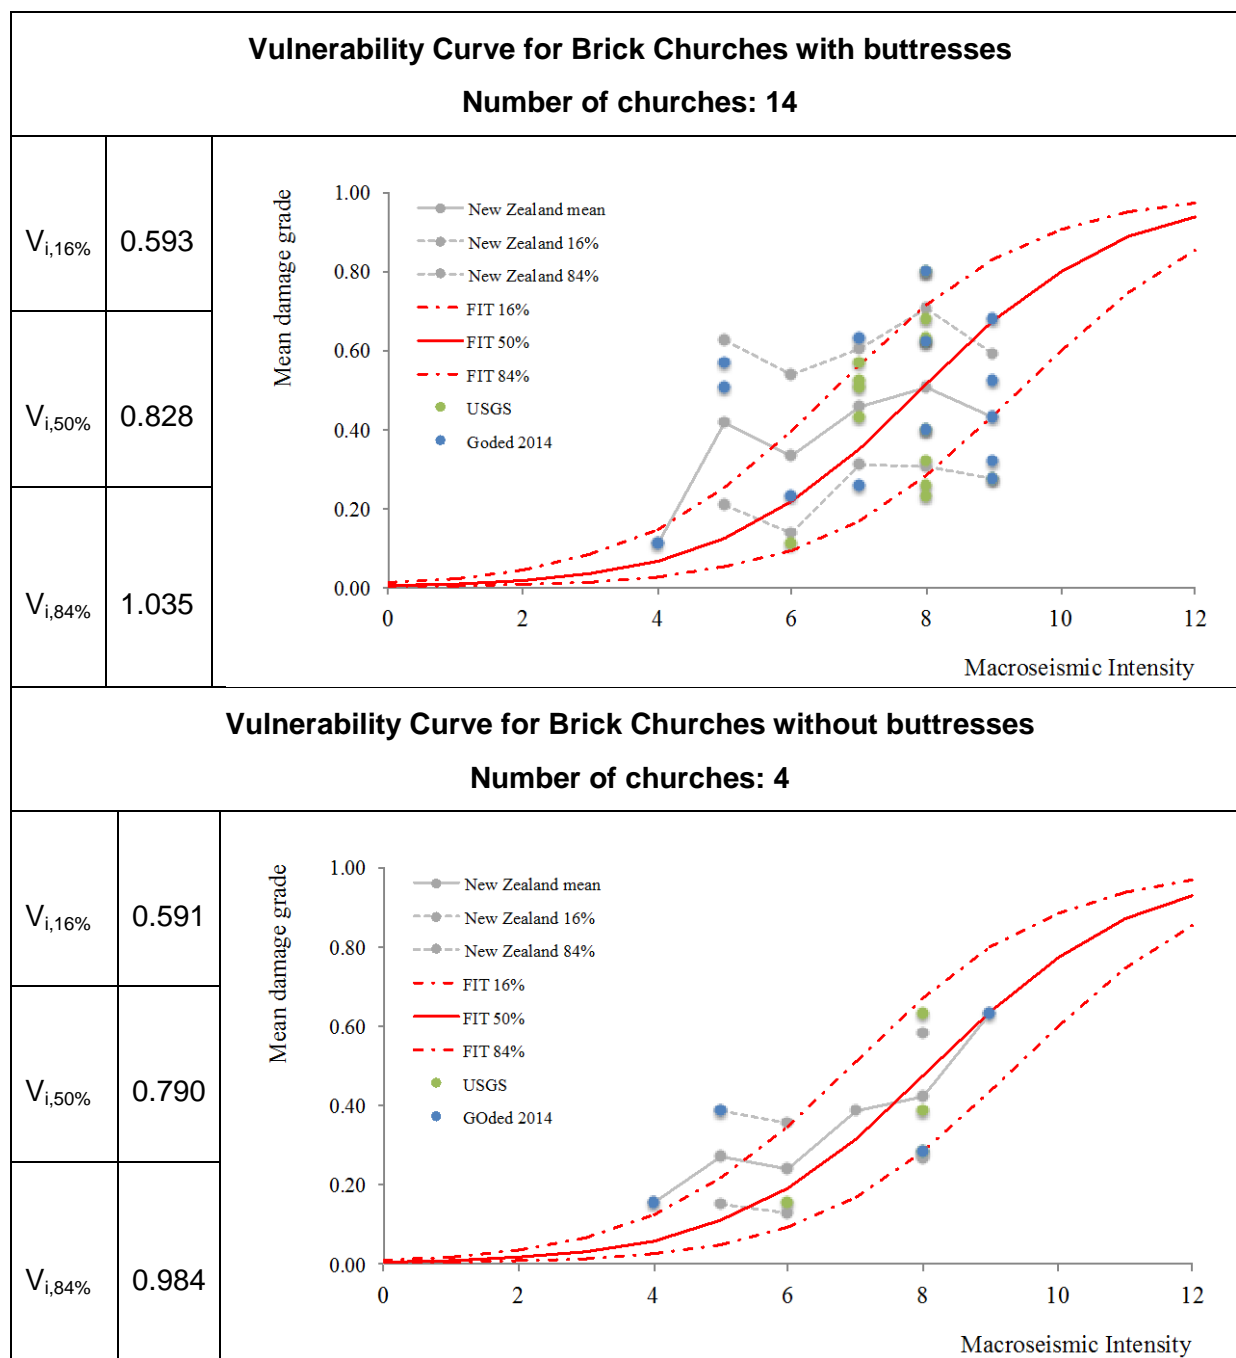 Vulnerability Curve for Brick Churches with buttresses
Number of churches: 14
Vi,16% 0.593
Vi,50% 0.828
Vi,84% 1.035
Mean damage grade
1.00
0.80
0.60
0.40
0.20
0.00
New Zealand mean
New Zealand 16%
New Zealand 84%
FIT 16%
FIT 50%
FIT 84%
USGS
Goded 2014
0 2 4 6 8 10 12
Macroseismic Intensity
Vulnerability Curve for Brick Churches without buttresses
Number of churches: 4
Vi,16% 0.591
Vi,50% 0.790
Vi,84% 0.984
Mean damage grade
1.00
0.80
0.60
0.40
0.20
0.00
New Zealand mean
New Zealand 16%
New Zealand 84%
FIT 16%
FIT 50%
FIT 84%
USGS
GOded 2014
0 2 4 6 8 10 12
Macroseismic Intensity